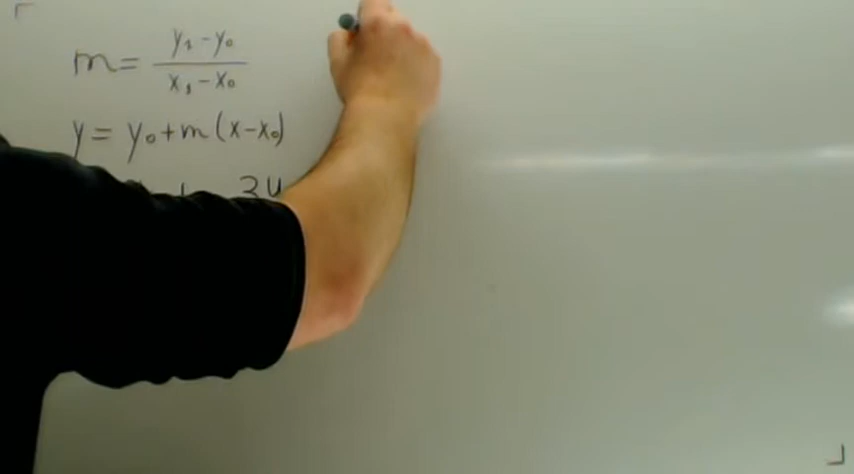 m = (y₁ - y₀) / (x₁ - x₀)
y = y₀ + m (x - x₀)